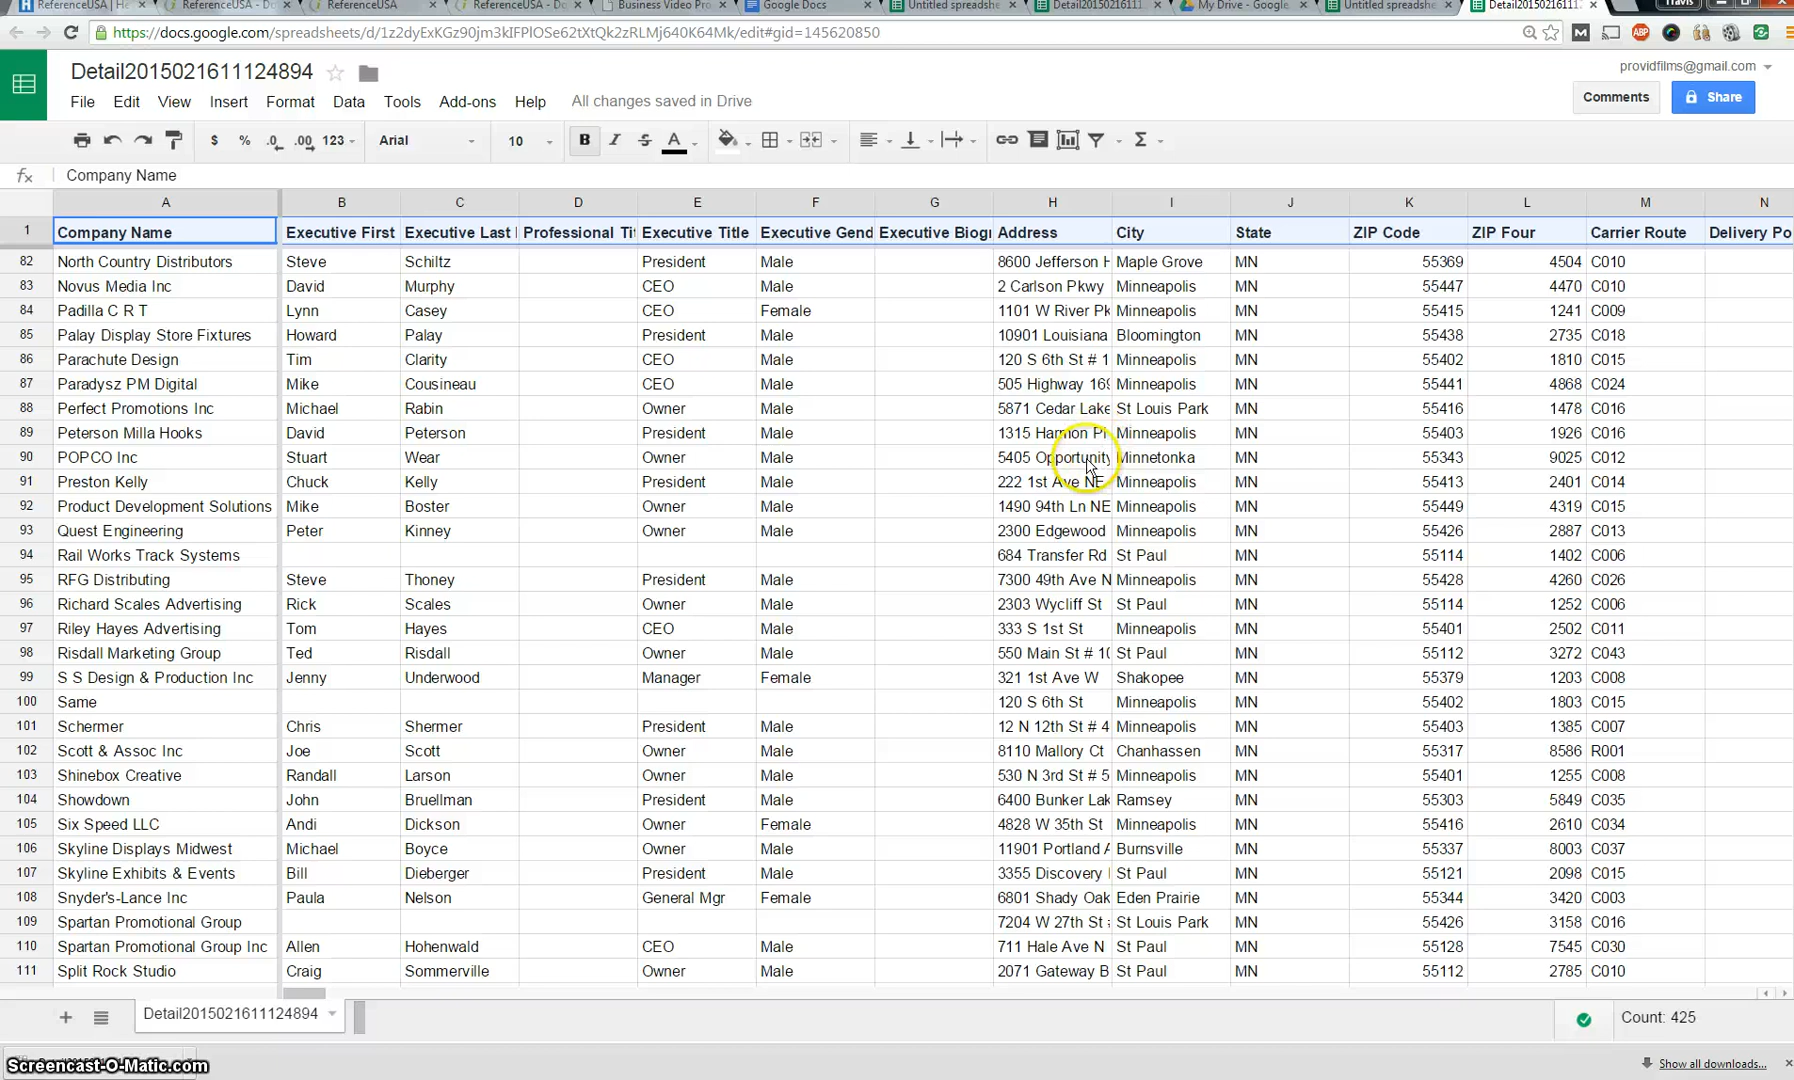 ReferenceUSA | He
ReferenceUSA - Do
ReferenceUSA
ReferenceUSA - Do
Business Video Pro
Google Docs
Untitled spreadshe
Detail2015021611
My Drive - Google
Untitled spreadshe
Detail201502161112
Travis
https://docs.google.com/spreadsheets/d/1z2dyExKGz90jm3kIFPlOSe62tXtQk2zRLMj640K64Mk/edit#gid=145620850
Detail2015021611124894
providfilms@gmail.com
File Edit View Insert Format Data Tools Add-ons Help All changes saved in Drive
Comments Share
$ % .0 .00 123 Arial 10 B I S A Σ
fx Company Name
A B C D E F G H I J K L M N
1 Company Name Executive First Executive Last Professional Tit Executive Title Executive Gend Executive Biogr Address City State ZIP Code ZIP Four Carrier Route Delivery Po
82 North Country Distributors Steve Schiltz President Male 8600 Jefferson H Maple Grove MN 55369 4504 C010
83 Novus Media Inc David Murphy CEO Male 2 Carlson Pkwy Minneapolis MN 55447 4470 C010
84 Padilla C R T Lynn Casey CEO Female 1101 W River Pk Minneapolis MN 55415 1241 C009
85 Palay Display Store Fixtures Howard Palay President Male 10901 Louisiana Bloomington MN 55438 2735 C018
86 Parachute Design Tim Clarity CEO Male 120 S 6th St # 1 Minneapolis MN 55402 1810 C015
87 Paradysz PM Digital Mike Cousineau CEO Male 505 Highway 169 Minneapolis MN 55441 4868 C024
88 Perfect Promotions Inc Michael Rabin Owner Male 5871 Cedar Lake St Louis Park MN 55416 1478 C016
89 Peterson Milla Hooks David Peterson President Male 1315 Harmon Pl Minneapolis MN 55403 1926 C016
90 POPCO Inc Stuart Wear Owner Male 5405 Opportunity Minnetonka MN 55343 9025 C012
91 Preston Kelly Chuck Kelly President Male 222 1st Ave NE Minneapolis MN 55413 2401 C014
92 Product Development Solutions Mike Boster Owner Male 1490 94th Ln NE Minneapolis MN 55449 4319 C015
93 Quest Engineering Peter Kinney Owner Male 2300 Edgewood Minneapolis MN 55426 2887 C013
94 Rail Works Track Systems 684 Transfer Rd St Paul MN 55114 1402 C006
95 RFG Distributing Steve Thoney President Male 7300 49th Ave N Minneapolis MN 55428 4260 C026
96 Richard Scales Advertising Rick Scales Owner Male 2303 Wycliff St St Paul MN 55114 1252 C006
97 Riley Hayes Advertising Tom Hayes CEO Male 333 S 1st St Minneapolis MN 55401 2502 C011
98 Risdall Marketing Group Ted Risdall Owner Male 550 Main St # 10 St Paul MN 55112 3272 C043
99 S S Design & Production Inc Jenny Underwood Manager Female 321 1st Ave W Shakopee MN 55379 1203 C008
100 Same 120 S 6th St Minneapolis MN 55402 1803 C015
101 Schermer Chris Shermer President Male 12 N 12th St # 4 Minneapolis MN 55403 1385 C007
102 Scott & Assoc Inc Joe Scott Owner Male 8110 Mallory Ct Chanhassen MN 55317 8586 R001
103 Shinebox Creative Randall Larson Owner Male 530 N 3rd St # 5 Minneapolis MN 55401 1255 C008
104 Showdown John Bruellman President Male 6400 Bunker Lak Ramsey MN 55303 5849 C035
105 Six Speed LLC Andi Dickson Owner Female 4828 W 35th St Minneapolis MN 55416 2610 C034
106 Skyline Displays Midwest Michael Boyce Owner Male 11901 Portland A Burnsville MN 55337 8003 C037
107 Skyline Exhibits & Events Bill Dieberger President Male 3355 Discovery St Paul MN 55121 2098 C015
108 Snyder's-Lance Inc Paula Nelson General Mgr Female 6801 Shady Oak Eden Prairie MN 55344 3420 C003
109 Spartan Promotional Group 7204 W 27th St # St Louis Park MN 55426 3158 C016
110 Spartan Promotional Group Inc Allen Hohenwald CEO Male 711 Hale Ave N St Paul MN 55128 7545 C030
111 Split Rock Studio Craig Sommerville Owner Male 2071 Gateway B St Paul MN 55112 2785 C010
Detail2015021611124894
Count: 425
Screencast-O-Matic.com
Show all downloads...